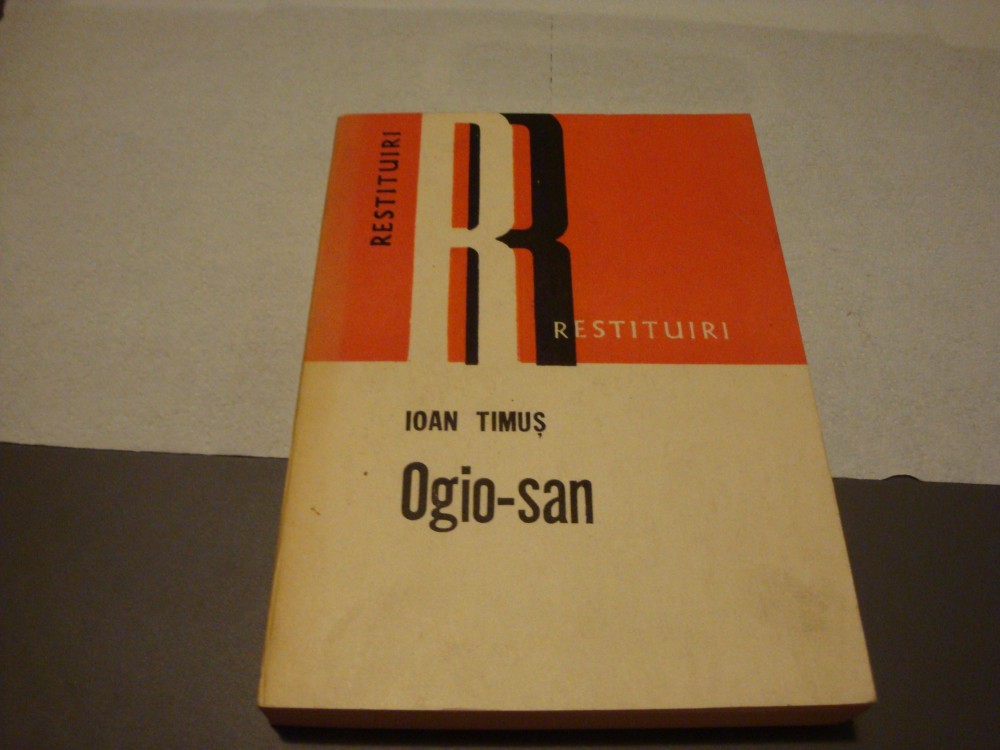 RESTITUIRI
R
RESTITUIRI
IOAN TIMUȘ
Ogio-san